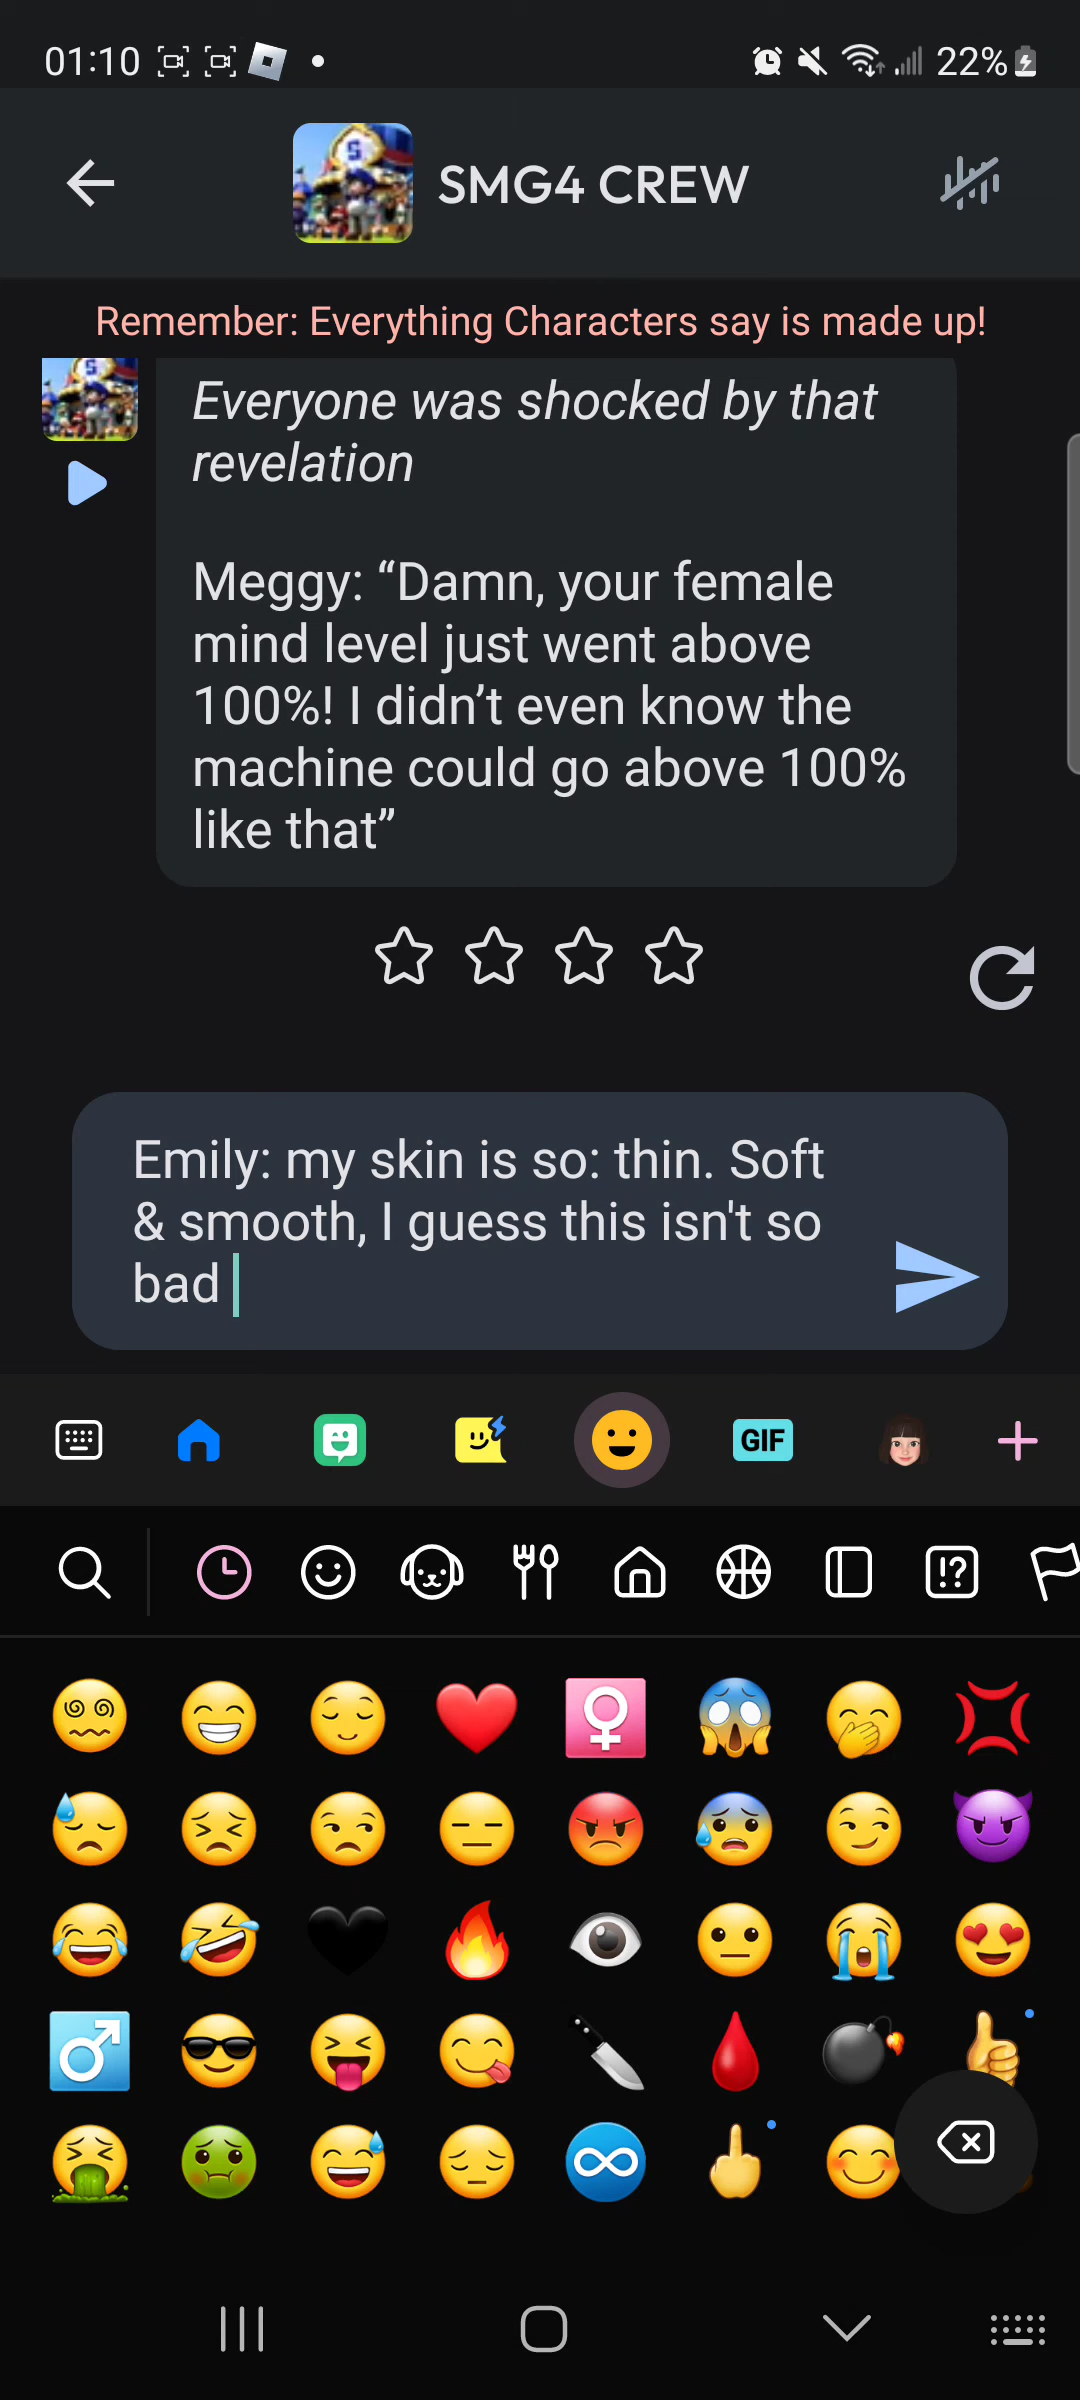 01:10
22%
S
SMG4 CREW
Remember: Everything Characters say is made up!
Everyone was shocked by that
revelation
Meggy: “Damn, your female
mind level just went above
100%! I didn’t even know the
machine could go above 100%
like that”
Emily: my skin is so: thin. Soft
& smooth, I guess this isn't so
bad
GIF
!?